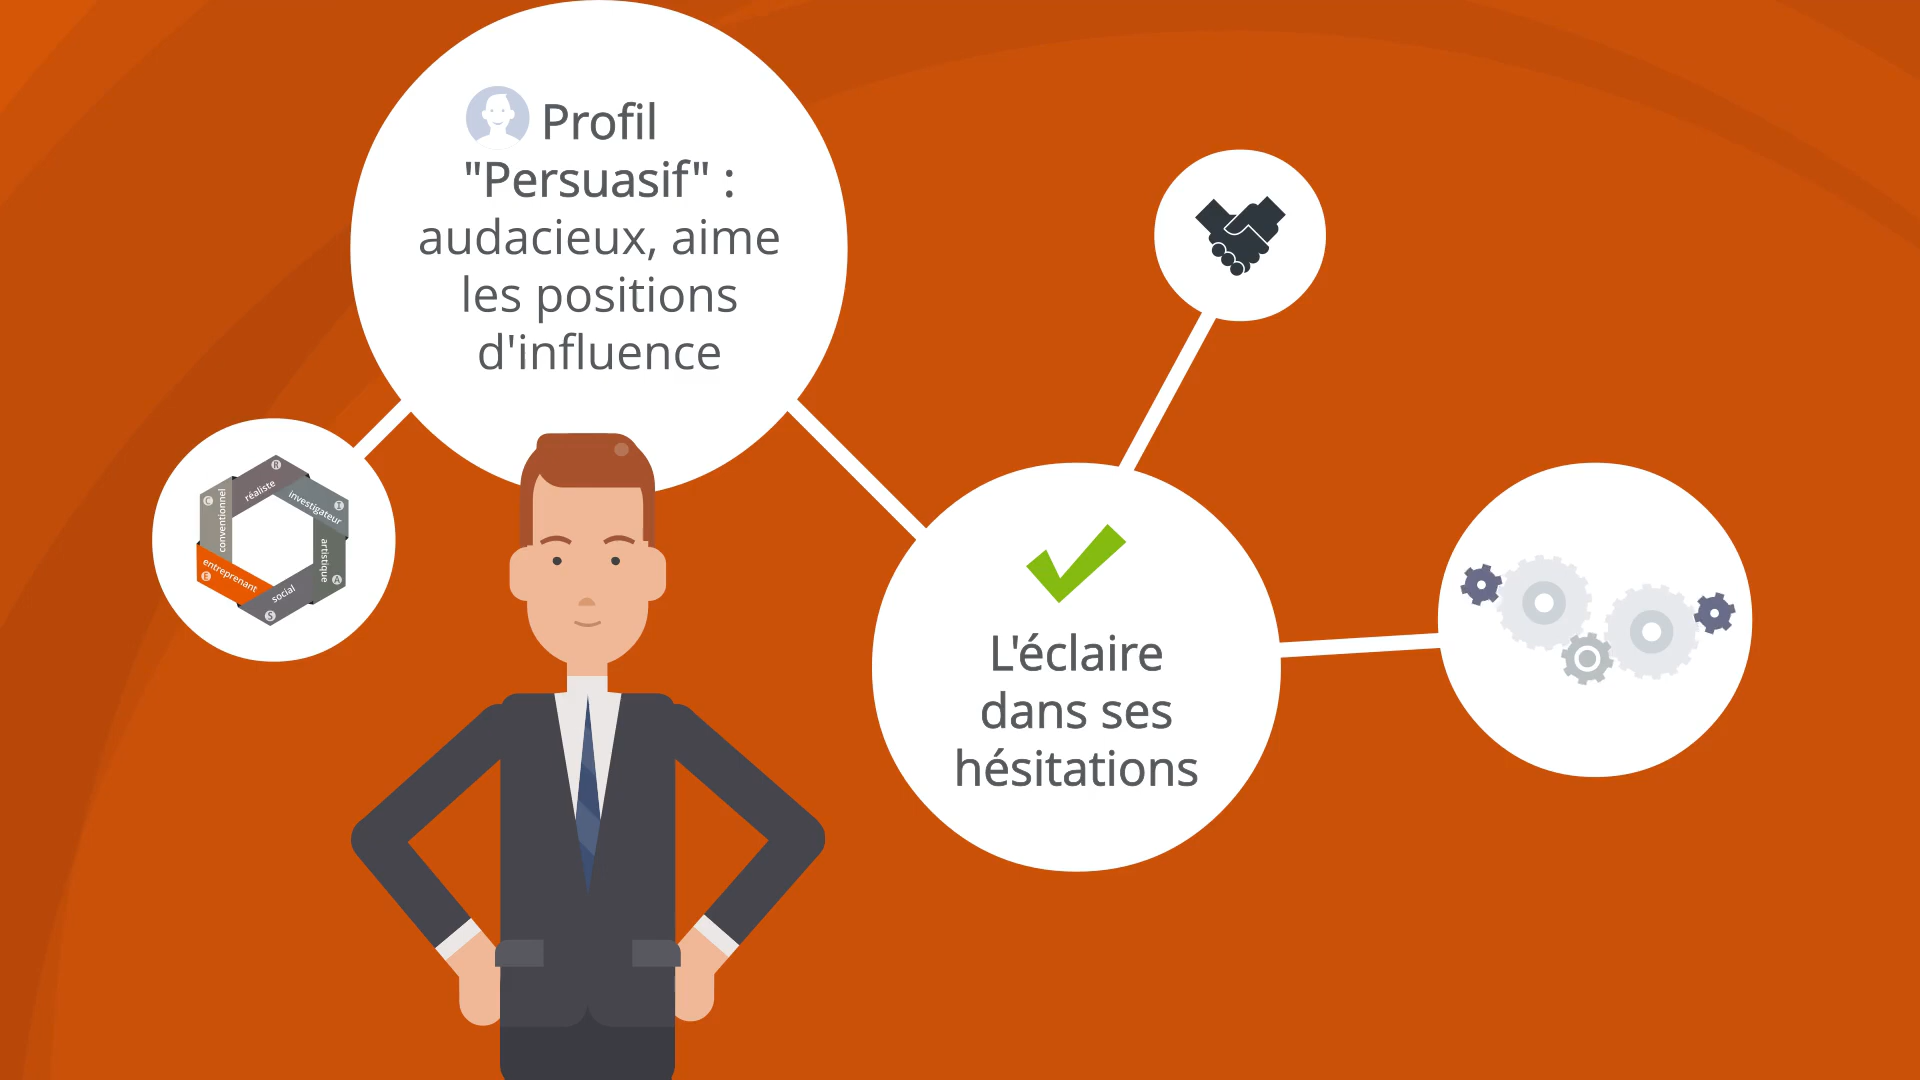 Profil
"Persuasif" :
audacieux, aime
les positions
d'influence
R
réaliste
I
investigateur
A
artistique
S
social
E
entreprenant
C
conventionnel
L'éclaire
dans ses
hésitations